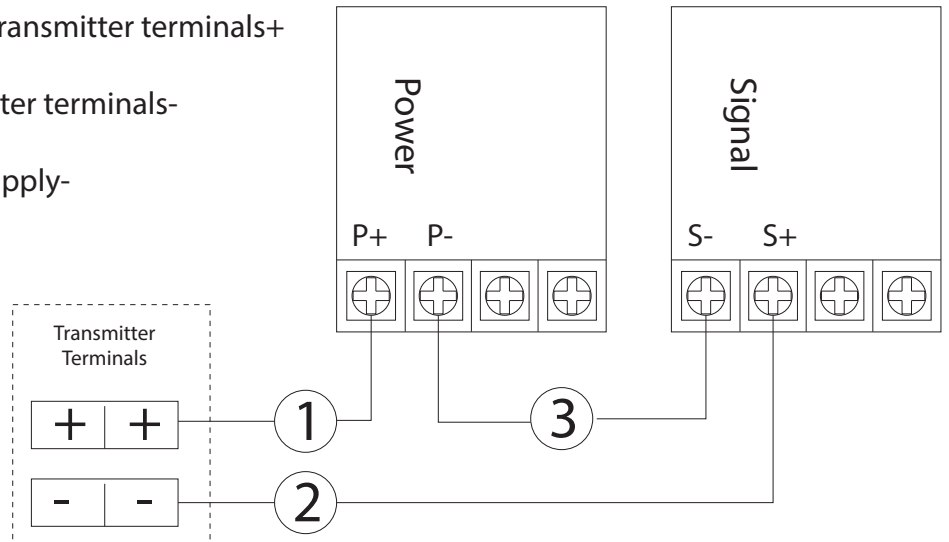 ransmitter terminals+
ter terminals-
pply-
Power
Signal
P+ P-
S- S+
Transmitter
Terminals
+ +
1
3
- -
2